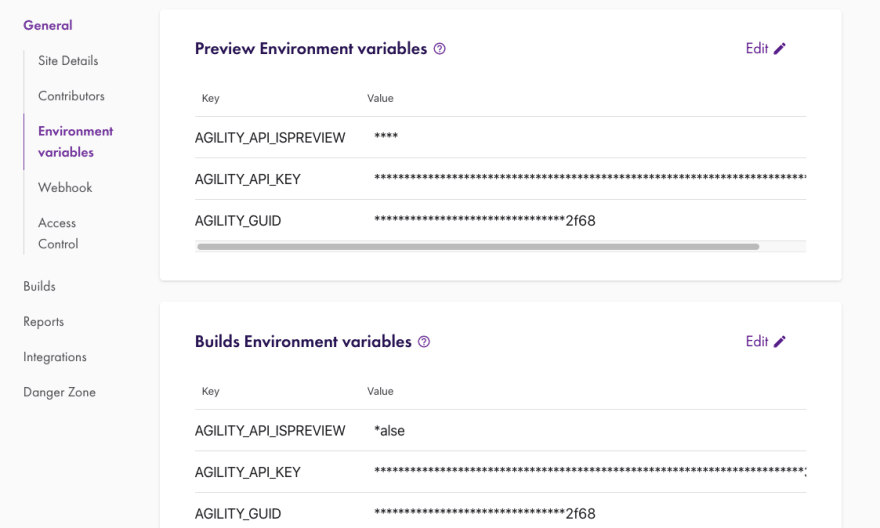 General
Site Details
Contributors
Environment
variables
Webhook
Access
Control
Builds
Reports
Integrations
Danger Zone
Preview Environment variables
Edit
Key Value
AGILITY_API_ISPREVIEW ****
AGILITY_API_KEY ************************************************************************
AGILITY_GUID ********************************2f68
Builds Environment variables
Edit
Key Value
AGILITY_API_ISPREVIEW *alse
AGILITY_API_KEY ************************************************************************
AGILITY_GUID ********************************2f68